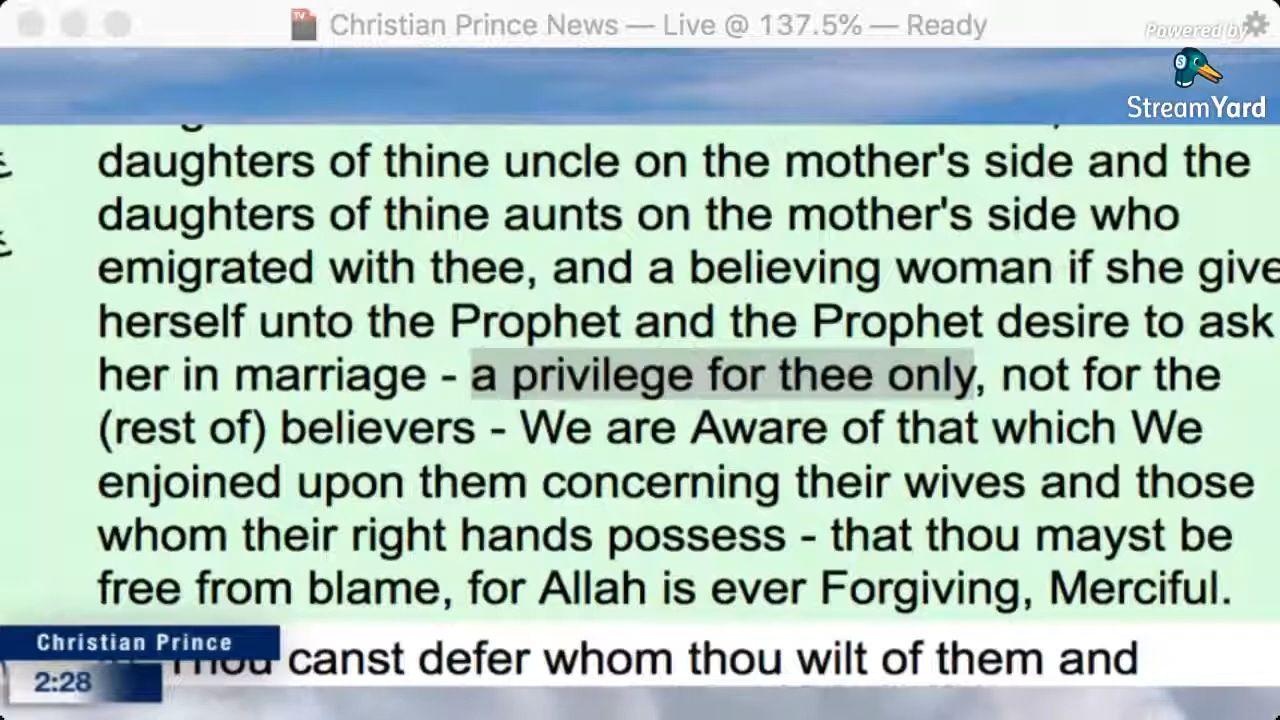 Christian Prince News — Live @ 137.5% — Ready
Powered by
StreamYard
daughters of thine uncle on the mother's side and the
daughters of thine aunts on the mother's side who
emigrated with thee, and a believing woman if she give
herself unto the Prophet and the Prophet desire to ask
her in marriage - a privilege for thee only, not for the
(rest of) believers - We are Aware of that which We
enjoined upon them concerning their wives and those
whom their right hands possess - that thou mayst be
free from blame, for Allah is ever Forgiving, Merciful.
Thou canst defer whom thou wilt of them and
Christian Prince
2:28